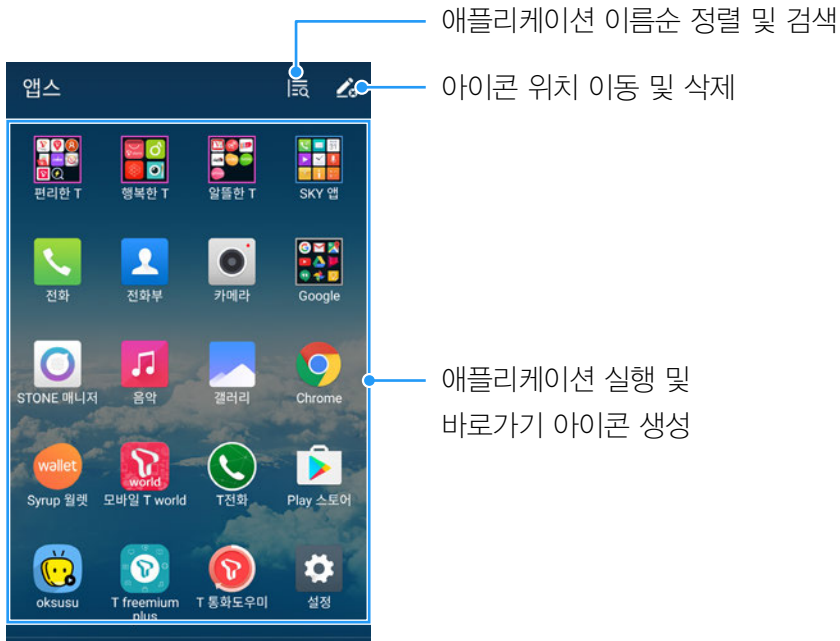 애플리케이션 이름순 정렬 및 검색
앱스
아이콘 위치 이동 및 삭제
편리한 T
행복한 T
알뜰한 T
SKY 앱
전화
전화부
카메라
Google
애플리케이션 실행 및
바로가기 아이콘 생성
STONE 매니저
음악
갤러리
Chrome
wallet
world
Syrup 월렛
모바일 T world
T전화
Play 스토어
oksusu
T freemium
plus
T 통화도우미
설정